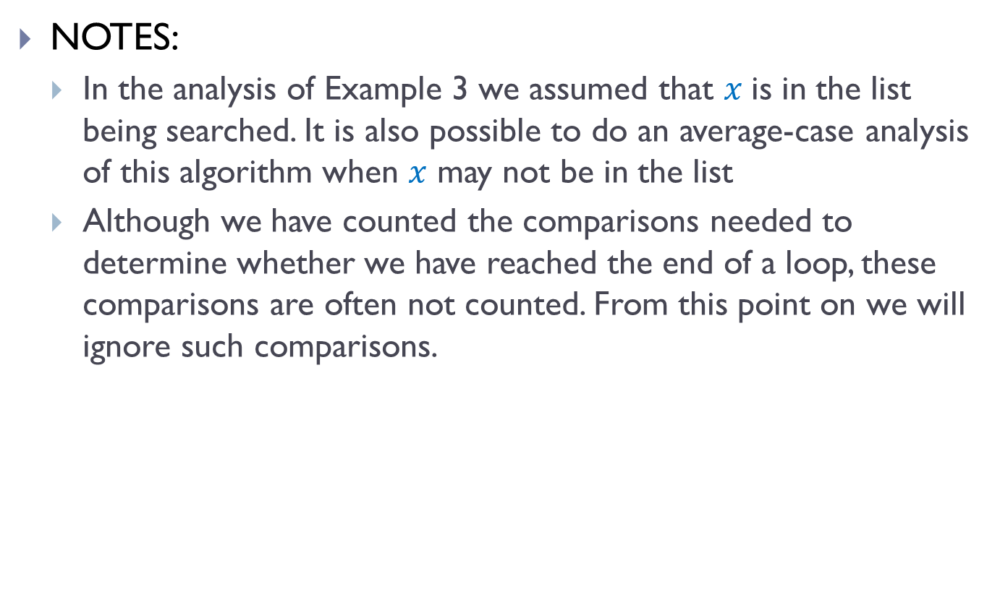 NOTES:
In the analysis of Example 3 we assumed that x is in the list
being searched. It is also possible to do an average-case analysis
of this algorithm when x may not be in the list
Although we have counted the comparisons needed to
determine whether we have reached the end of a loop, these
comparisons are often not counted. From this point on we will
ignore such comparisons.